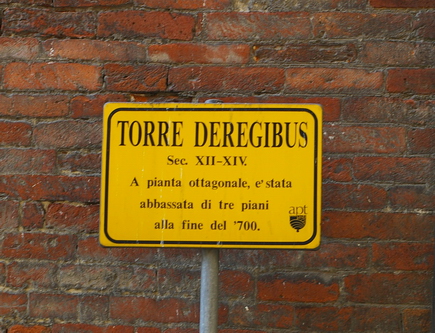 TORRE DEREGIBUS
Sec. XII-XIV.
A pianta ottagonale, e' stata
abbassata di tre piani
alla fine del '700.
apt